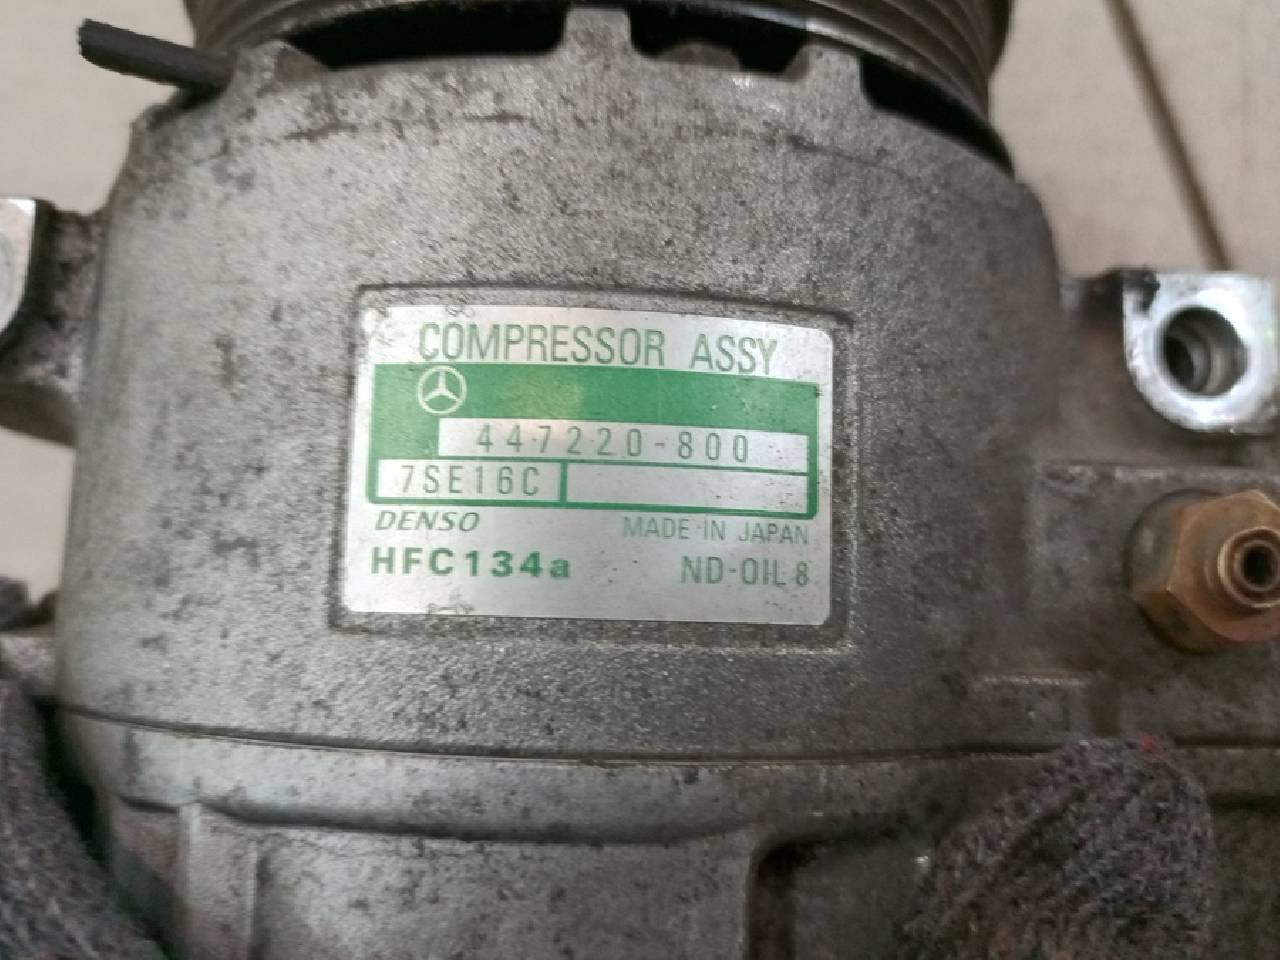 COMPRESSOR ASSY
447220-800
7SE16C
DENSO MADE IN JAPAN
HFC134a ND-OIL 8